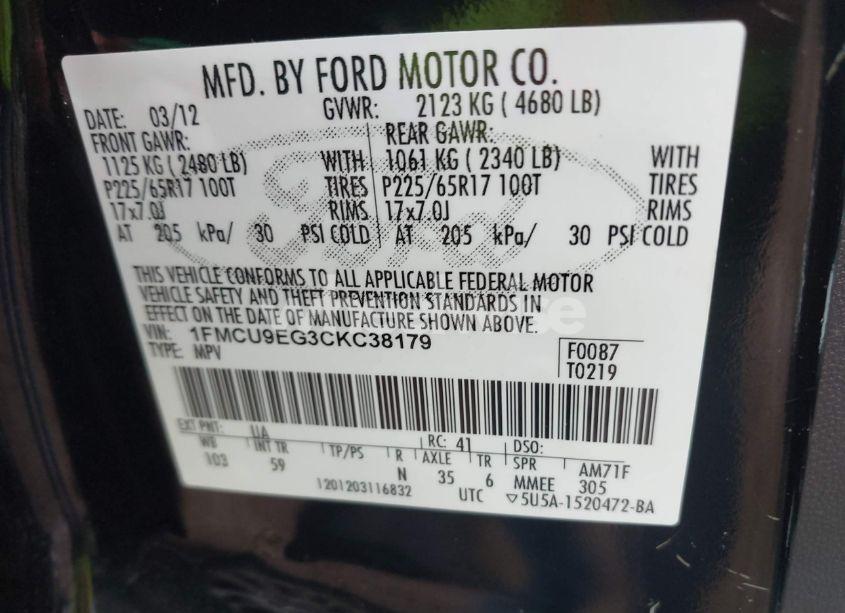 MFD. BY FORD MOTOR CO.
DATE: 03/12 GVWR: 2123 KG ( 4680 LB)
FRONT GAWR: REAR GAWR:
1125 KG ( 2480 LB) WITH 1061 KG ( 2340 LB) WITH
P225/65R17 100T TIRES P225/65R17 100T TIRES
17x7.0J RIMS 17x7.0J RIMS
AT 205 kPa/ 30 PSI COLD AT 205 kPa/ 30 PSI COLD
THIS VEHICLE CONFORMS TO ALL APPLICABLE FEDERAL MOTOR
VEHICLE SAFETY AND THEFT PREVENTION STANDARDS IN
EFFECT ON THE DATE OF MANUFACTURE SHOWN ABOVE.
VIN: 1FMCU9EG3CKC38179 F0087
TYPE: MPV T0219
EXT PNT: UA RC: 41 DSO:
WB INT TR TP/PS R AXLE TR SPR AM71F
103 59 N 35 6 MMEE 305
1201203116832 UTC ▽5U5A-1520472-BA
Ford